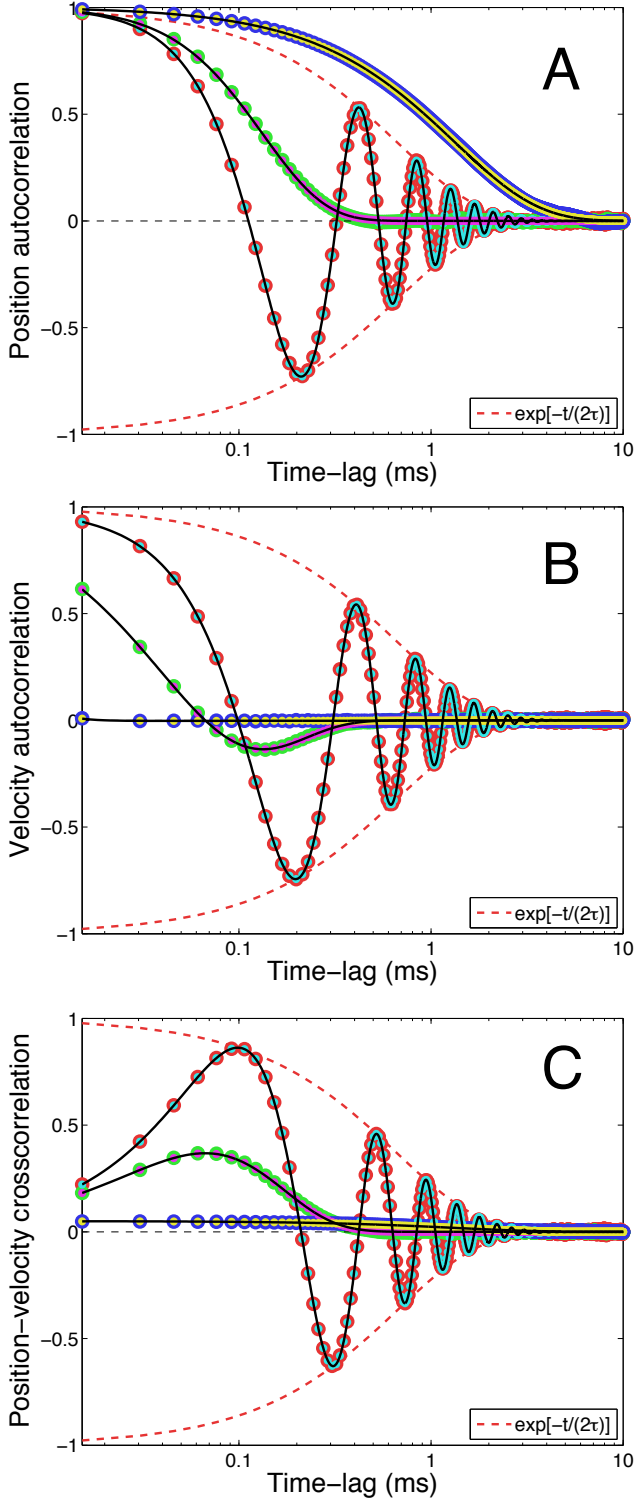 1
0.5
0
−0.5
−1
0.1
1
10
Position autocorrelation
Time−lag (ms)
A
exp[−t/(2τ)]
1
0.5
0
−0.5
−1
0.1
1
10
Velocity autocorrelation
Time−lag (ms)
B
exp[−t/(2τ)]
1
0.5
0
−0.5
−1
0.1
1
10
Position−velocity crosscorrelation
Time−lag (ms)
C
exp[−t/(2τ)]